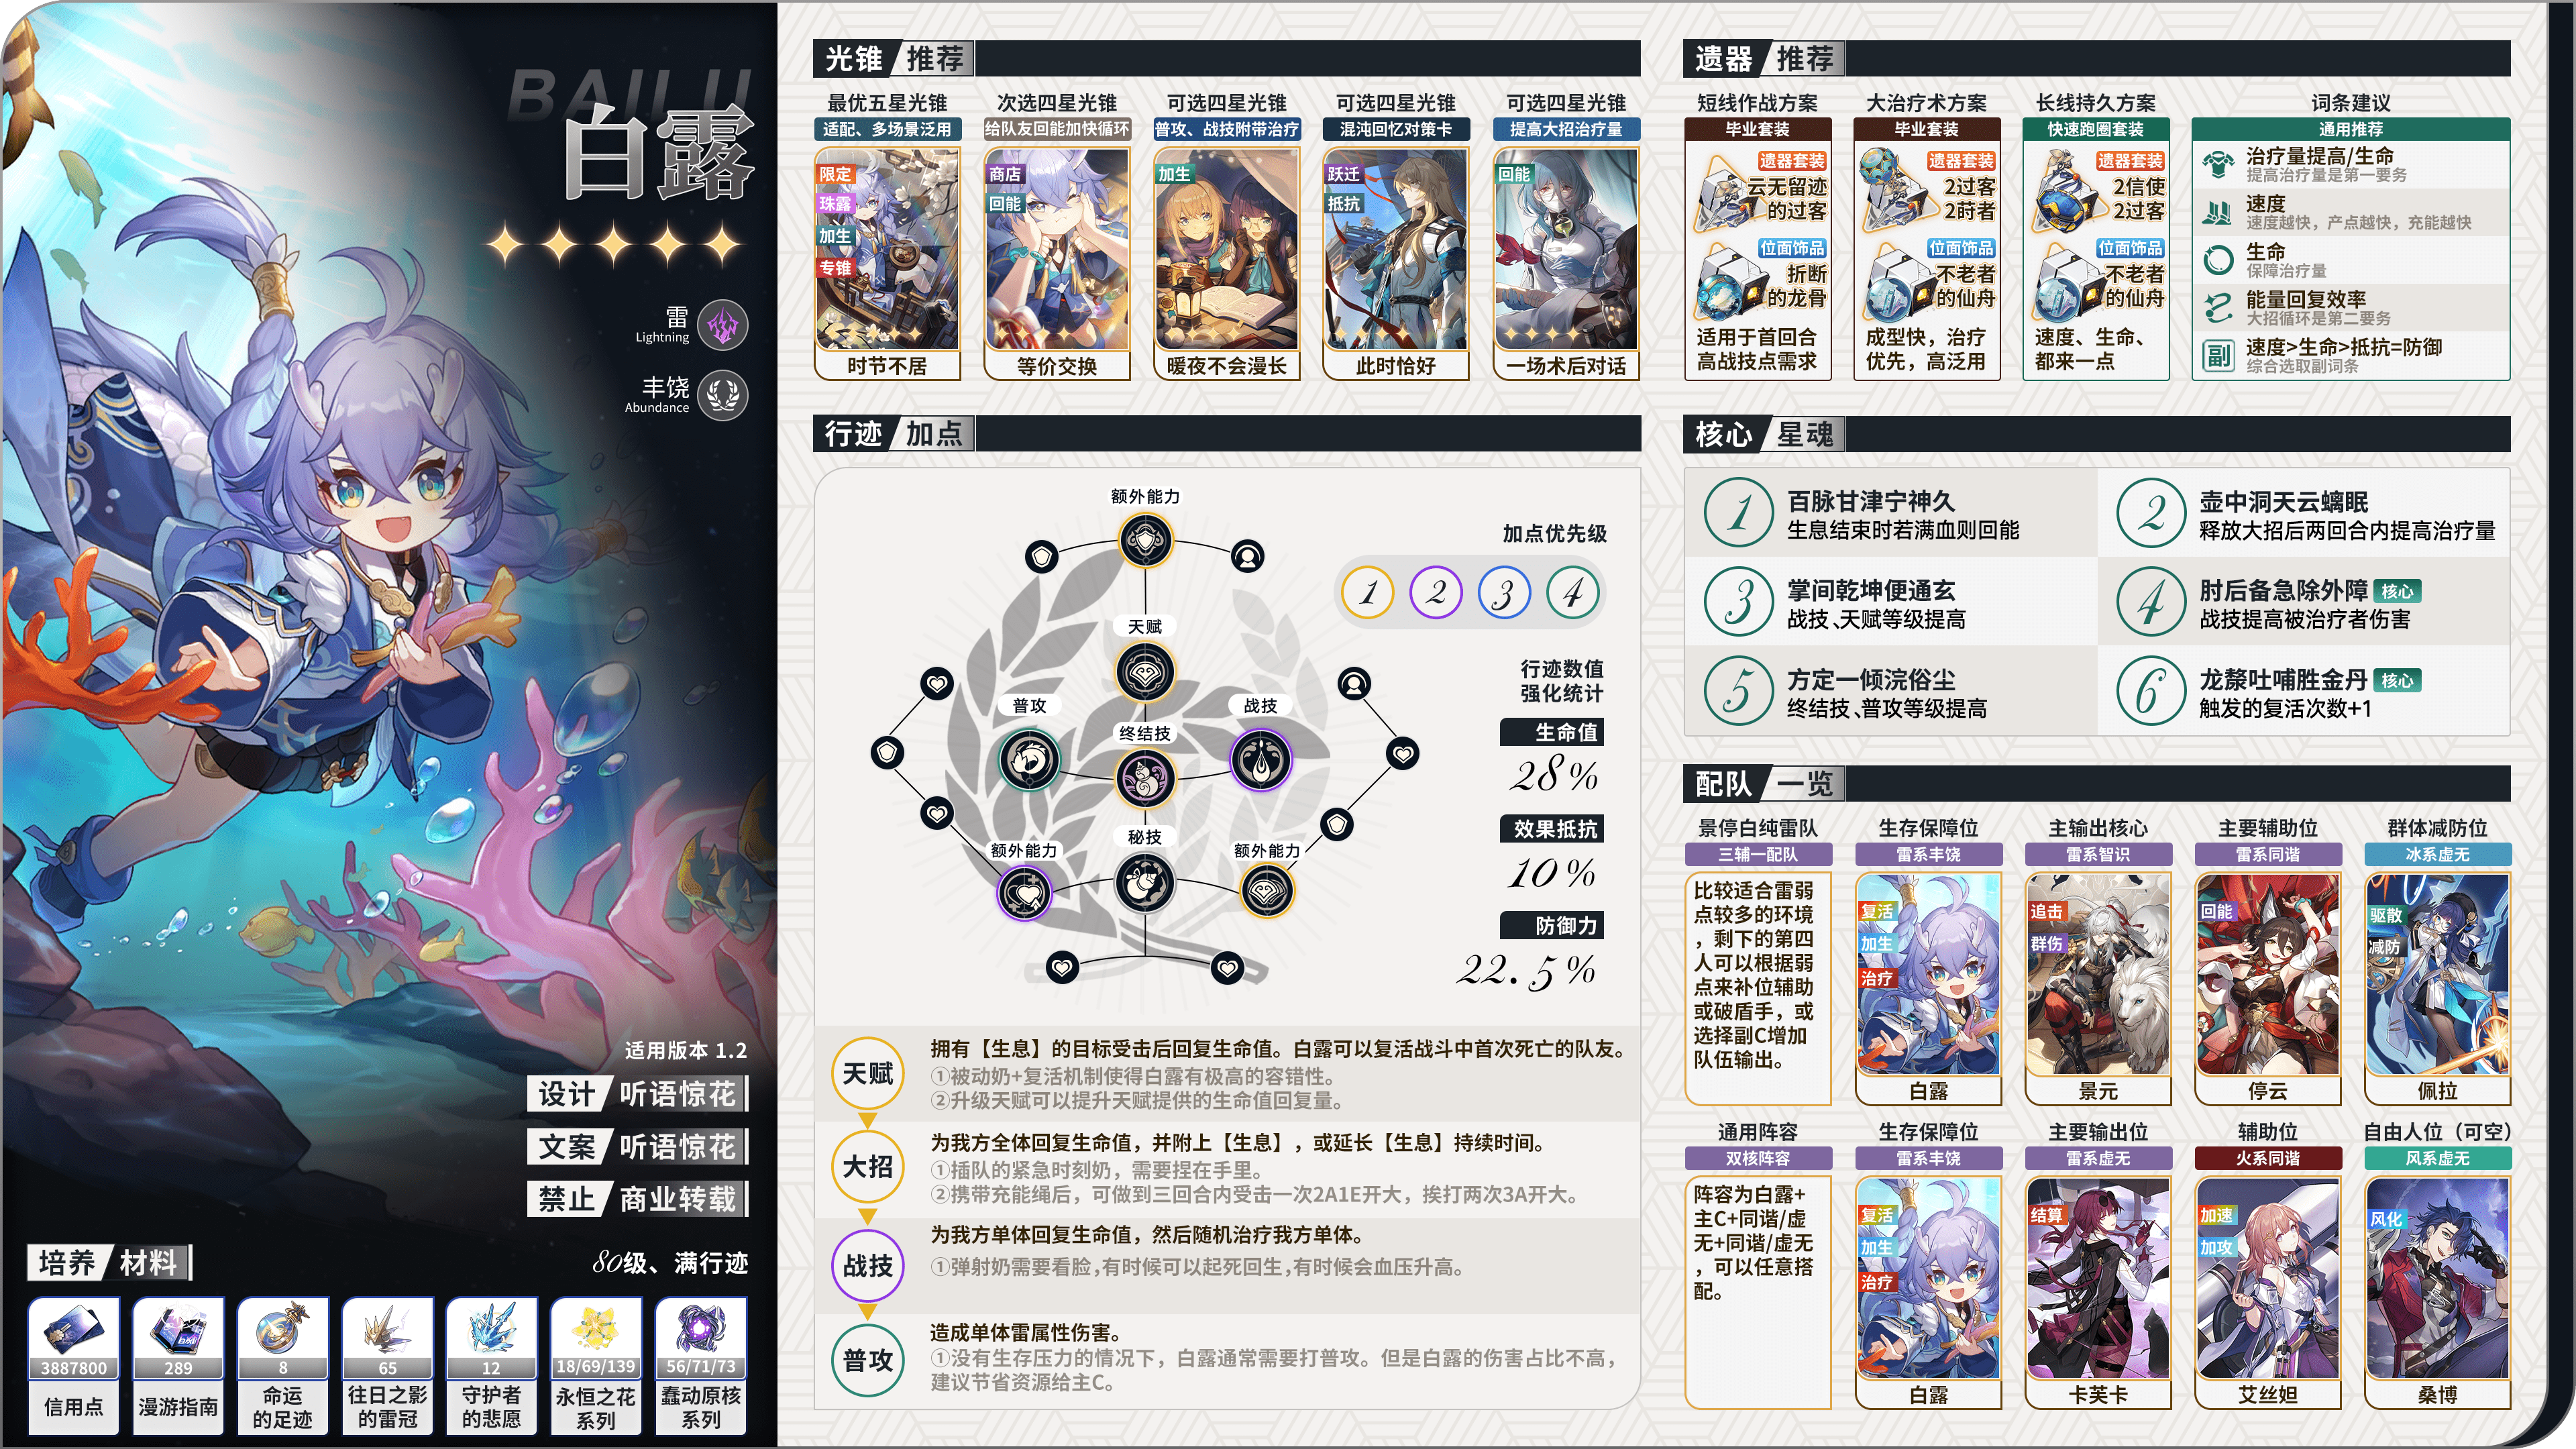 BAILU
白露
雷
Lightning
丰饶
Abundance
适用版本 1.2
设计 听语惊花
文案 听语惊花
禁止 商业转载
培养 材料
80级、满行迹
3887800
信用点
289
漫游指南
8
命运
的足迹
65
往日之影
的雷冠
12
守护者
的悲愿
18/69/139
永恒之花
系列
56/71/73
蠢动原核
系列
光锥 推荐
最优五星光锥
适配、多场景泛用
限定
珠露
加生
专锥
时节不居
次选四星光锥
给队友回能加快循环
商店
回能
等价交换
可选四星光锥
普攻、战技附带治疗
加生
暖夜不会漫长
可选四星光锥
混沌回忆对策卡
跃迁
抵抗
此时恰好
可选四星光锥
提高大招治疗量
回能
一场术后对话
行迹 加点
额外能力
天赋
普攻
战技
终结技
秘技
额外能力
额外能力
加点优先级
1 2 3 4
行迹数值
强化统计
生命值
28%
效果抵抗
10%
防御力
22.5%
天赋
拥有【生息】的目标受击后回复生命值。白露可以复活战斗中首次死亡的队友。
①被动奶+复活机制使得白露有极高的容错性。
②升级天赋可以提升天赋提供的生命值回复量。
大招
为我方全体回复生命值，并附上【生息】，或延长【生息】持续时间。
①插队的紧急时刻奶，需要捏在手里。
②携带充能绳后，可做到三回合内受击一次2A1E开大，挨打两次3A开大。
战技
为我方单体回复生命值，然后随机治疗我方单体。
①弹射奶需要看脸,有时候可以起死回生,有时候会血压升高。
普攻
造成单体雷属性伤害。
①没有生存压力的情况下，白露通常需要打普攻。但是白露的伤害占比不高，
建议节省资源给主C。
遗器 推荐
短线作战方案
毕业套装
遗器套装
云无留迹
的过客
位面饰品
折断
的龙骨
适用于首回合
高战技点需求
大治疗术方案
毕业套装
遗器套装
2过客
2莳者
位面饰品
不老者
的仙舟
成型快，治疗
优先，高泛用
长线持久方案
快速跑圈套装
遗器套装
2信使
2过客
位面饰品
不老者
的仙舟
速度、生命、
都来一点
词条建议
通用推荐
治疗量提高/生命
提高治疗量是第一要务
速度
速度越快，产点越快，充能越快
生命
保障治疗量
能量回复效率
大招循环是第二要务
副
速度>生命>抵抗=防御
综合选取副词条
核心 星魂
1
百脉甘津宁神久
生息结束时若满血则回能
2
壶中洞天云螭眠
释放大招后两回合内提高治疗量
3
掌间乾坤便通玄
战技、天赋等级提高
4
肘后备急除外障 核心
战技提高被治疗者伤害
5
方定一倾浣俗尘
终结技、普攻等级提高
6
龙漦吐哺胜金丹 核心
触发的复活次数+1
配队 一览
景停白纯雷队
三辅一配队
比较适合雷弱
点较多的环境
，剩下的第四
人可以根据弱
点来补位辅助
或破盾手，或
选择副C增加
队伍输出。
生存保障位
雷系丰饶
复活
加生
治疗
白露
主输出核心
雷系智识
追击
群伤
景元
主要辅助位
雷系同谐
回能
停云
群体减防位
冰系虚无
驱散
减防
佩拉
通用阵容
双核阵容
阵容为白露+
主C+同谐/虚
无+同谐/虚无
，可以任意搭
配。
生存保障位
雷系丰饶
复活
加生
治疗
白露
主要输出位
雷系虚无
结算
卡芙卡
辅助位
火系同谐
加速
加攻
艾丝妲
自由人位（可空）
风系虚无
风化
桑博